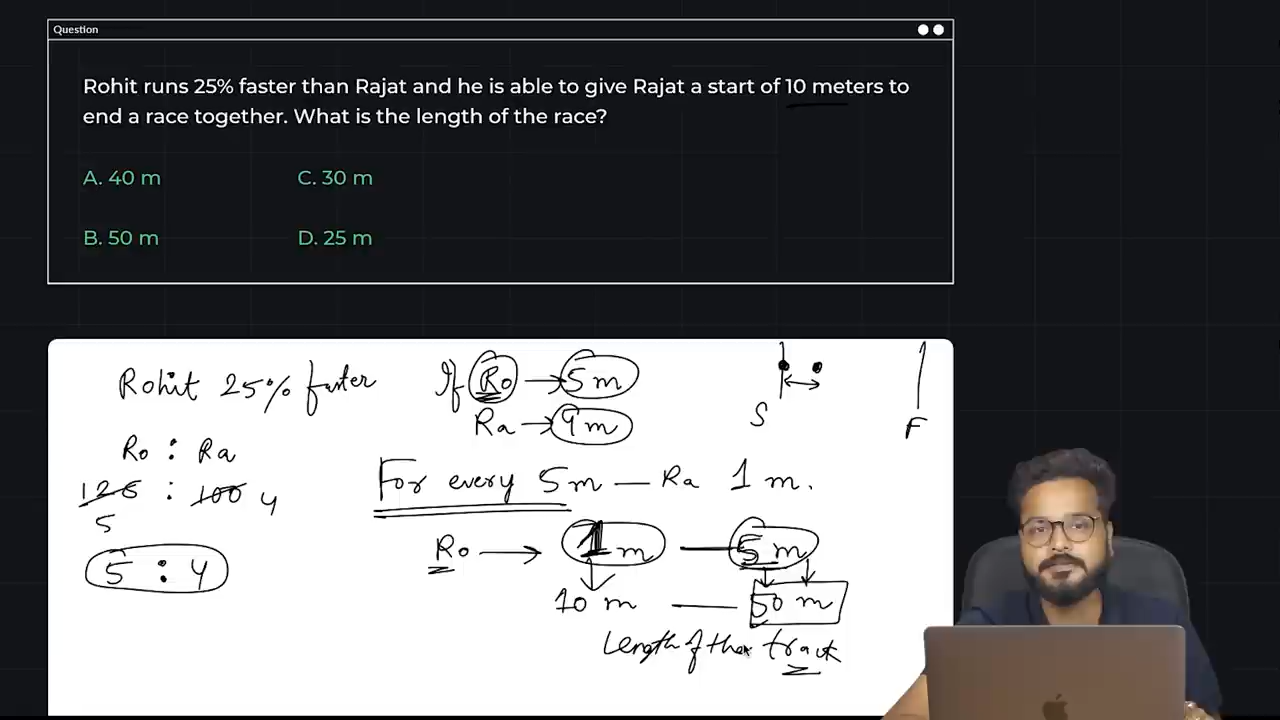 Question
Rohit runs 25% faster than Rajat and he is able to give Rajat a start of 10 meters to
end a race together. What is the length of the race?
A. 40 m
C. 30 m
B. 50 m
D. 25 m
Rohit 25% faster
If Ro → 5m
Ra → 4m
S
F
Ro : Ra
125 : 100 4
5
5 : 4
For every 5m — Ra 1 m.
Ro → 1 m — 5 m
10 m — 50 m
Length of the track